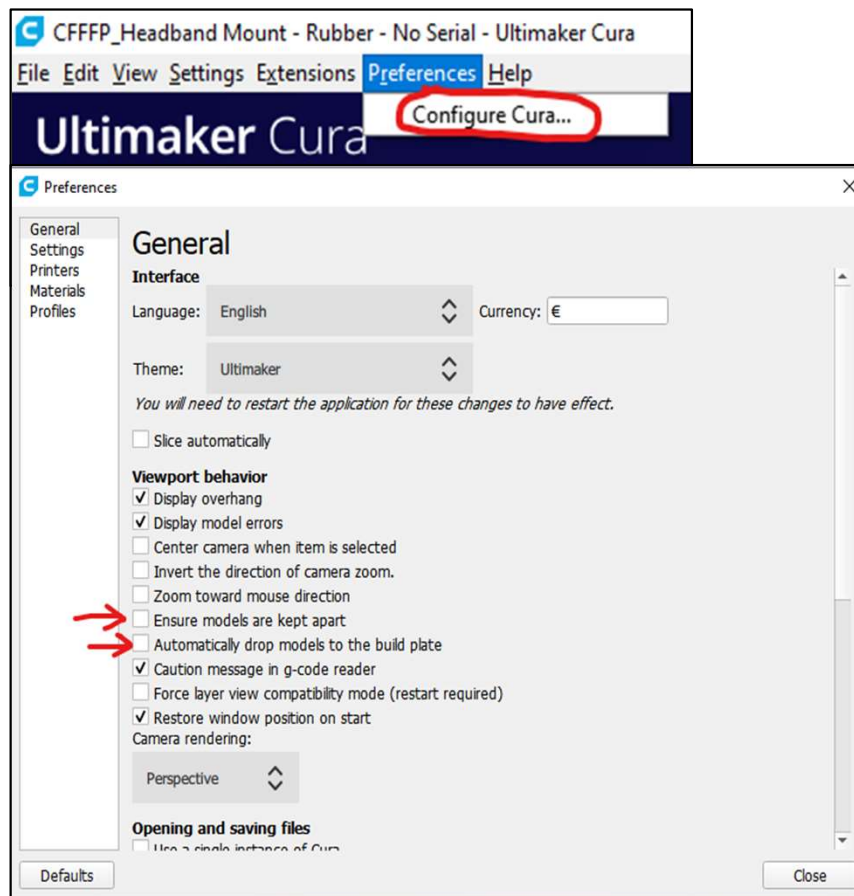 CFFFP_Headband Mount - Rubber - No Serial - Ultimaker Cura
File Edit View Settings Extensions Preferences Help
Configure Cura...
Ultimaker Cura
Preferences
General
Settings
Printers
Materials
Profiles
General
Interface
Language: English Currency: €
Theme: Ultimaker
You will need to restart the application for these changes to have effect.
Slice automatically
Viewport behavior
Display overhang
Display model errors
Center camera when item is selected
Invert the direction of camera zoom.
Zoom toward mouse direction
Ensure models are kept apart
Automatically drop models to the build plate
Caution message in g-code reader
Force layer view compatibility mode (restart required)
Restore window position on start
Camera rendering:
Perspective
Opening and saving files
Use a single instance of Cura
Defaults Close